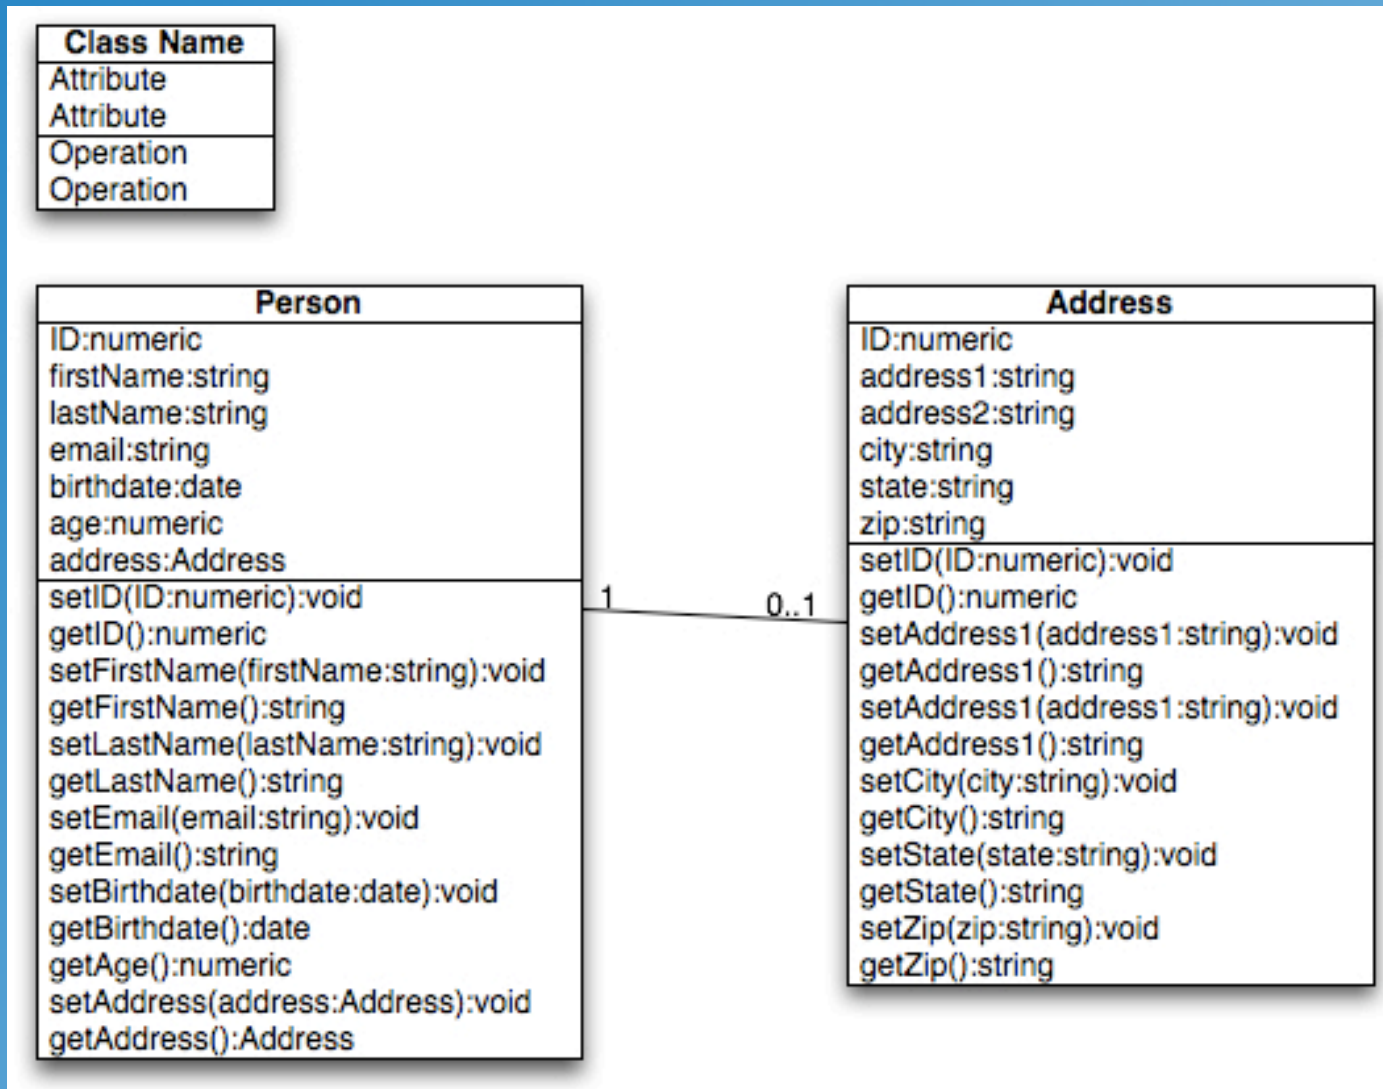 Class Name
Attribute
Attribute
Operation
Operation
Person
ID:numeric
firstName:string
lastName:string
email:string
birthdate:date
age:numeric
address:Address
setID(ID:numeric):void
getID():numeric
setFirstName(firstName:string):void
getFirstName():string
setLastName(lastName:string):void
getLastName():string
setEmail(email:string):void
getEmail():string
setBirthdate(birthdate:date):void
getBirthdate():date
getAge():numeric
setAddress(address:Address):void
getAddress():Address
1
0..1
Address
ID:numeric
address1:string
address2:string
city:string
state:string
zip:string
setID(ID:numeric):void
getID():numeric
setAddress1(address1:string):void
getAddress1():string
setAddress1(address1:string):void
getAddress1():string
setCity(city:string):void
getCity():string
setState(state:string):void
getState():string
setZip(zip:string):void
getZip():string